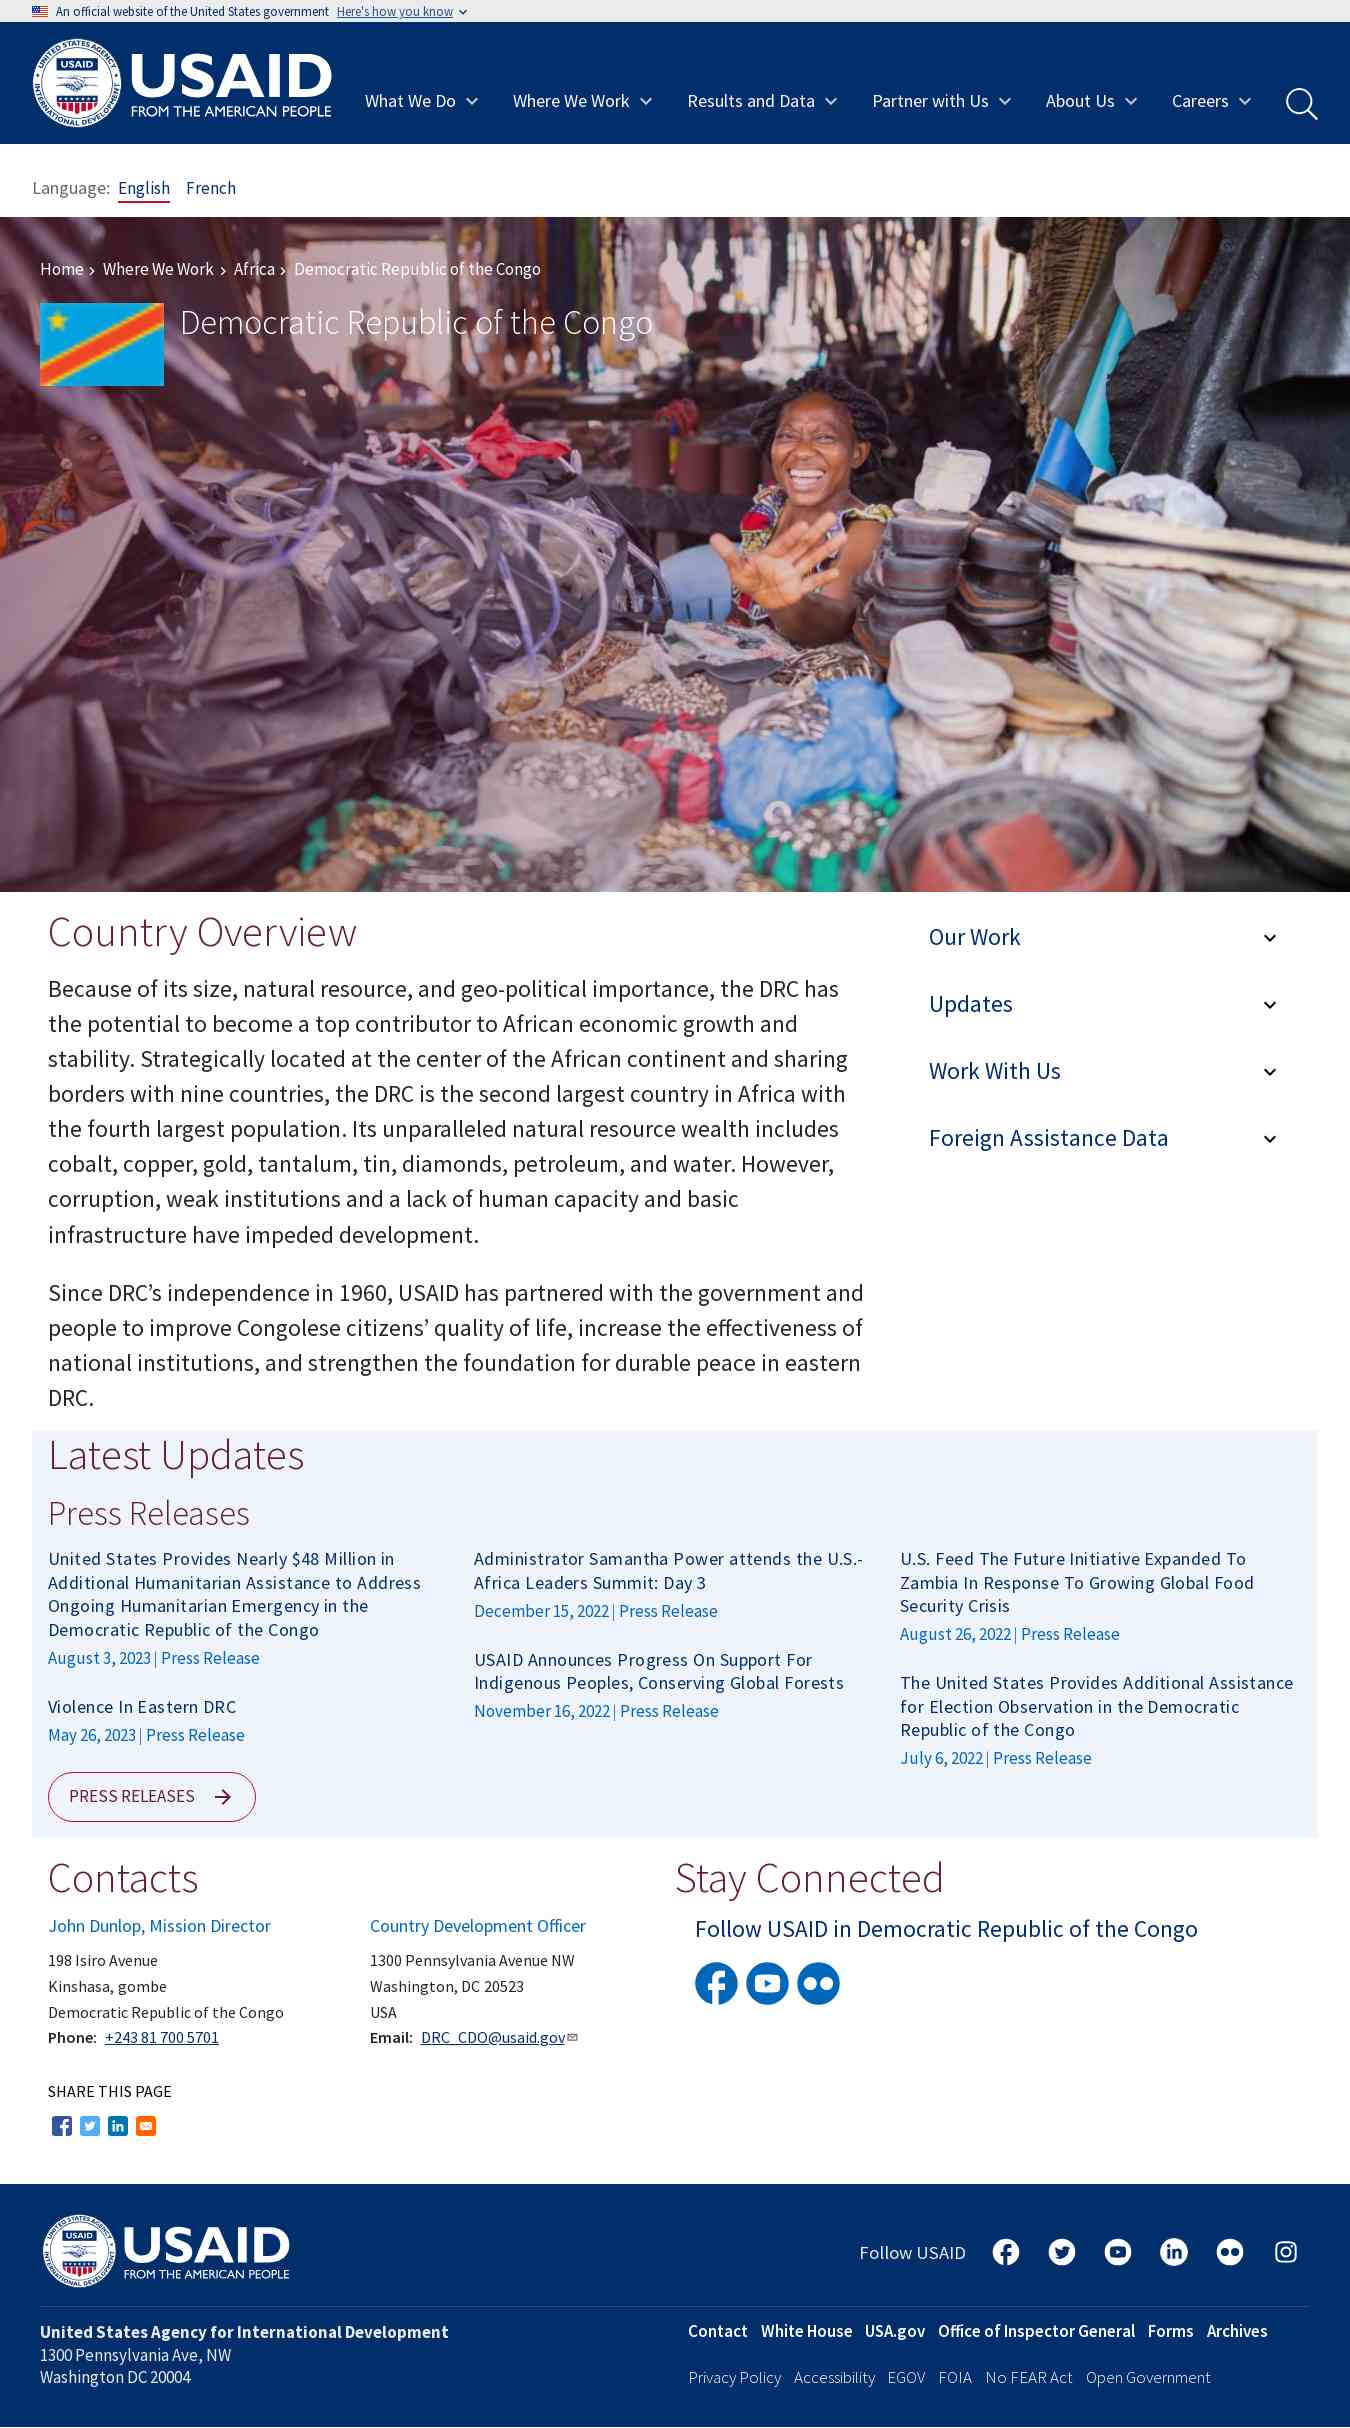 An official website of the United States government Here's how you know
USAID
FROM THE AMERICAN PEOPLE
What We Do
Where We Work
Results and Data
Partner with Us
About Us
Careers
Language: English French
Home › Where We Work › Africa › Democratic Republic of the Congo
Democratic Republic of the Congo
Country Overview
Because of its size, natural resource, and geo-political importance, the DRC has
the potential to become a top contributor to African economic growth and
stability. Strategically located at the center of the African continent and sharing
borders with nine countries, the DRC is the second largest country in Africa with
the fourth largest population. Its unparalleled natural resource wealth includes
cobalt, copper, gold, tantalum, tin, diamonds, petroleum, and water. However,
corruption, weak institutions and a lack of human capacity and basic
infrastructure have impeded development.
Since DRC’s independence in 1960, USAID has partnered with the government and
people to improve Congolese citizens’ quality of life, increase the effectiveness of
national institutions, and strengthen the foundation for durable peace in eastern
DRC.
Our Work
Updates
Work With Us
Foreign Assistance Data
Latest Updates
Press Releases
United States Provides Nearly $48 Million in
Additional Humanitarian Assistance to Address
Ongoing Humanitarian Emergency in the
Democratic Republic of the Congo
August 3, 2023 | Press Release
Violence In Eastern DRC
May 26, 2023 | Press Release
Administrator Samantha Power attends the U.S.-
Africa Leaders Summit: Day 3
December 15, 2022 | Press Release
USAID Announces Progress On Support For
Indigenous Peoples, Conserving Global Forests
November 16, 2022 | Press Release
U.S. Feed The Future Initiative Expanded To
Zambia In Response To Growing Global Food
Security Crisis
August 26, 2022 | Press Release
The United States Provides Additional Assistance
for Election Observation in the Democratic
Republic of the Congo
July 6, 2022 | Press Release
PRESS RELEASES
Contacts
John Dunlop, Mission Director
198 Isiro Avenue
Kinshasa, gombe
Democratic Republic of the Congo
Phone: +243 81 700 5701
Country Development Officer
1300 Pennsylvania Avenue NW
Washington, DC 20523
USA
Email: DRC_CDO@usaid.gov
Stay Connected
Follow USAID in Democratic Republic of the Congo
SHARE THIS PAGE
USAID
FROM THE AMERICAN PEOPLE
Follow USAID
United States Agency for International Development
1300 Pennsylvania Ave, NW
Washington DC 20004
Contact White House USA.gov Office of Inspector General Forms Archives
Privacy Policy Accessibility EGOV FOIA No FEAR Act Open Government